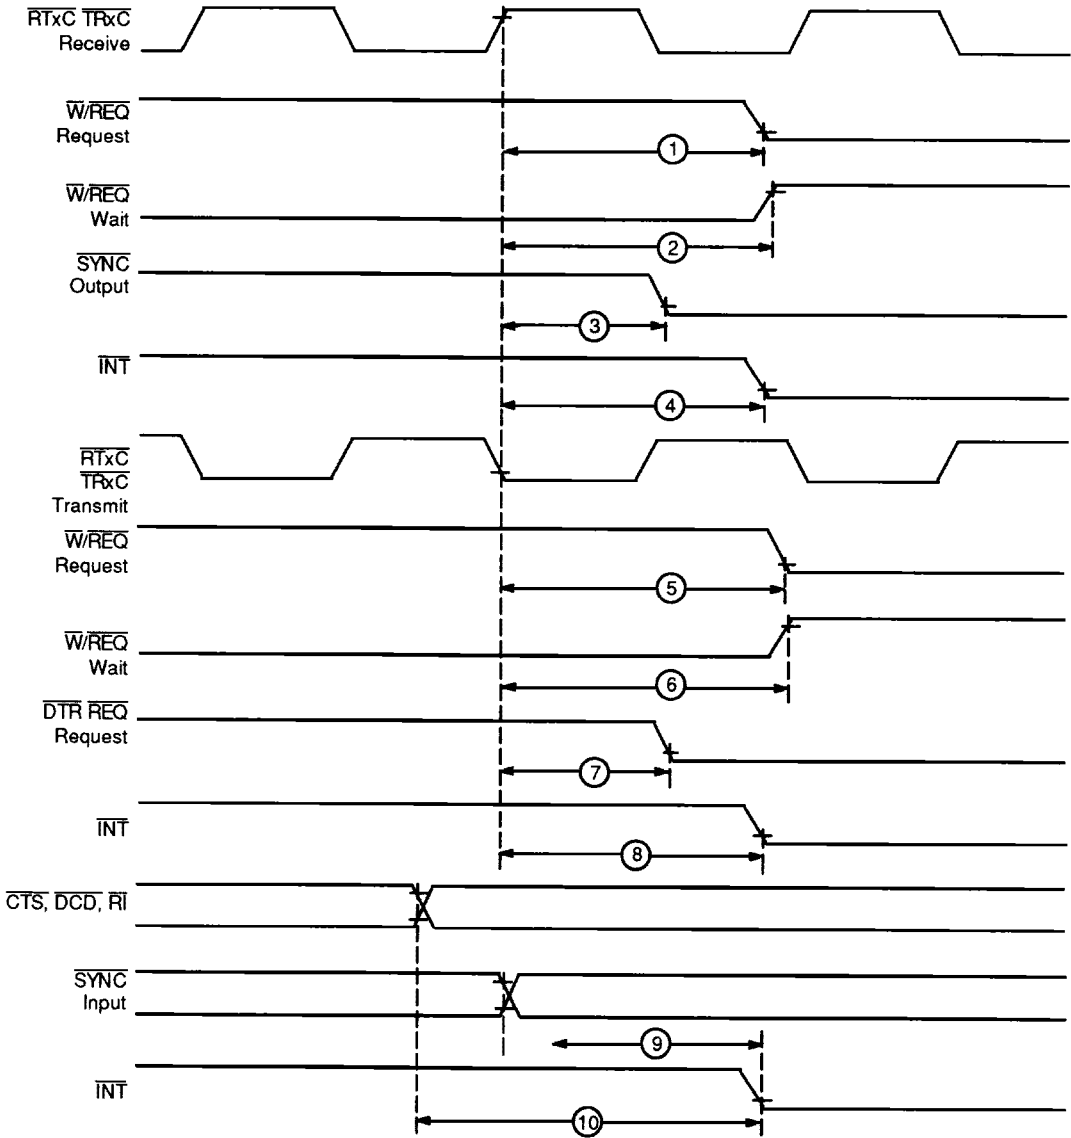 RTxC TRxC
Receive
W/REQ
Request
1
W/REQ
Wait
2
SYNC
Output
3
INT
4
RTxC
TRxC
Transmit
W/REQ
Request
5
W/REQ
Wait
6
DTR REQ
Request
7
INT
8
CTS, DCD, RI
SYNC
Input
9
INT
10